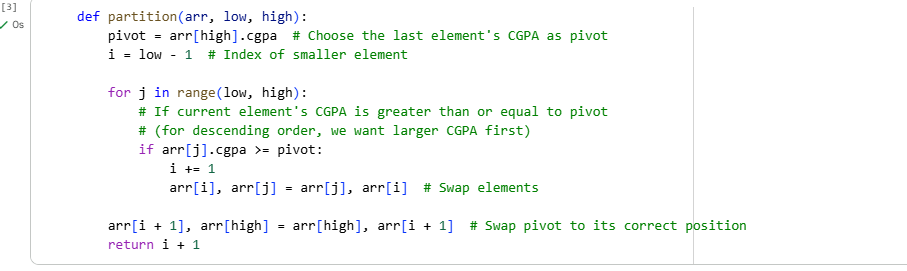 [3]
0s
def partition(arr, low, high):
    pivot = arr[high].cgpa  # Choose the last element's CGPA as pivot
    i = low - 1  # Index of smaller element

    for j in range(low, high):
        # If current element's CGPA is greater than or equal to pivot
        # (for descending order, we want larger CGPA first)
        if arr[j].cgpa >= pivot:
            i += 1
            arr[i], arr[j] = arr[j], arr[i]  # Swap elements

    arr[i + 1], arr[high] = arr[high], arr[i + 1]  # Swap pivot to its correct position
    return i + 1